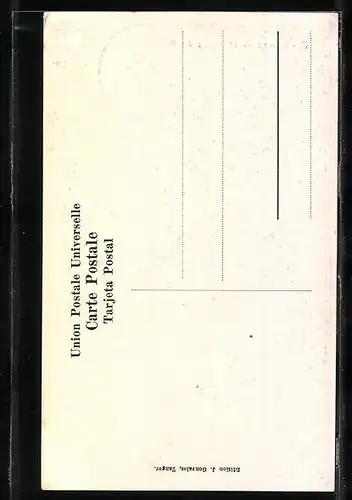 Union Postale Universelle
Carte Postale
Tarjeta Postal
Edition J. Gonzalez, Tanger.